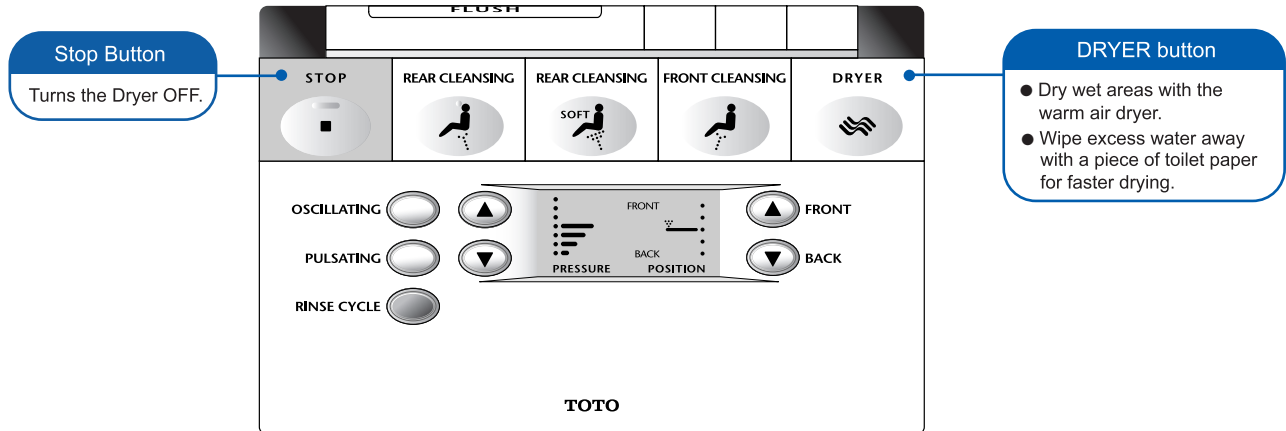 FLUSH
Stop Button
Turns the Dryer OFF.
STOP
REAR CLEANSING
REAR CLEANSING
SOFT
FRONT CLEANSING
DRYER
DRYER button
● Dry wet areas with the
warm air dryer.
● Wipe excess water away
with a piece of toilet paper
for faster drying.
OSCILLATING
PULSATING
RINSE CYCLE
FRONT
BACK
PRESSURE
POSITION
FRONT
BACK
TOTO